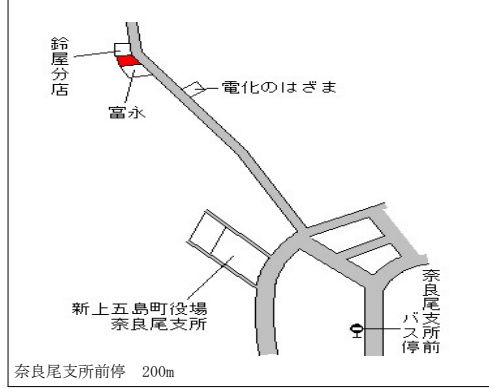 鈴屋分店
富永
電化のはざま
新上五島町役場
奈良尾支所
奈良尾支所前
バス停
奈良尾支所前停　200m